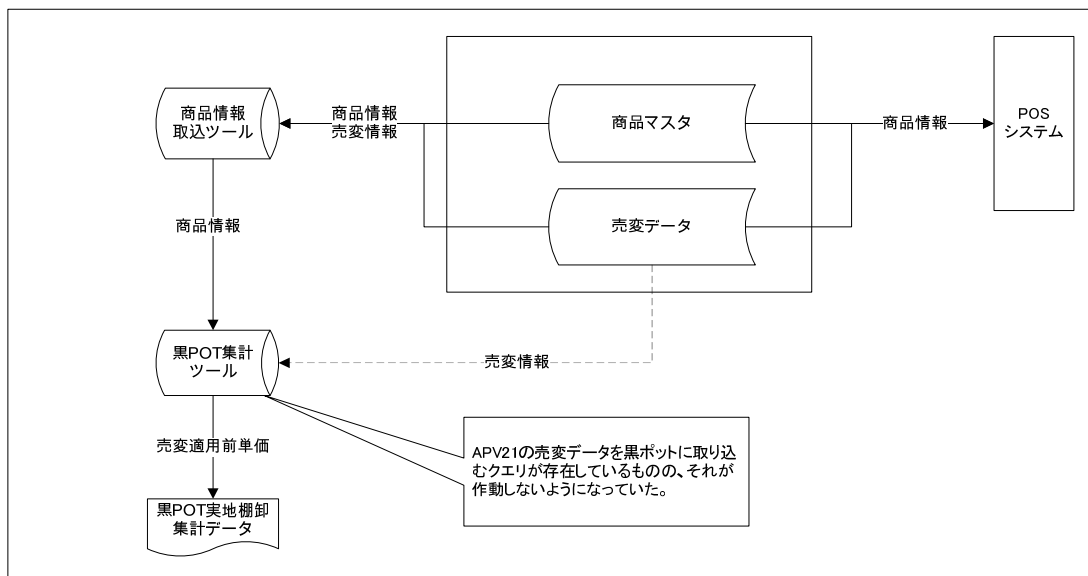 商品情報
取込ツール
商品情報
売変情報
商品マスタ
商品情報
POS
システム
売変データ
商品情報
黒POT集計
ツール
売変情報
売変適用前単価
APV21の売変データを黒ポットに取り込
むクエリが存在しているものの、それが
作動しないようになっていた。
黒POT実地棚卸
集計データ